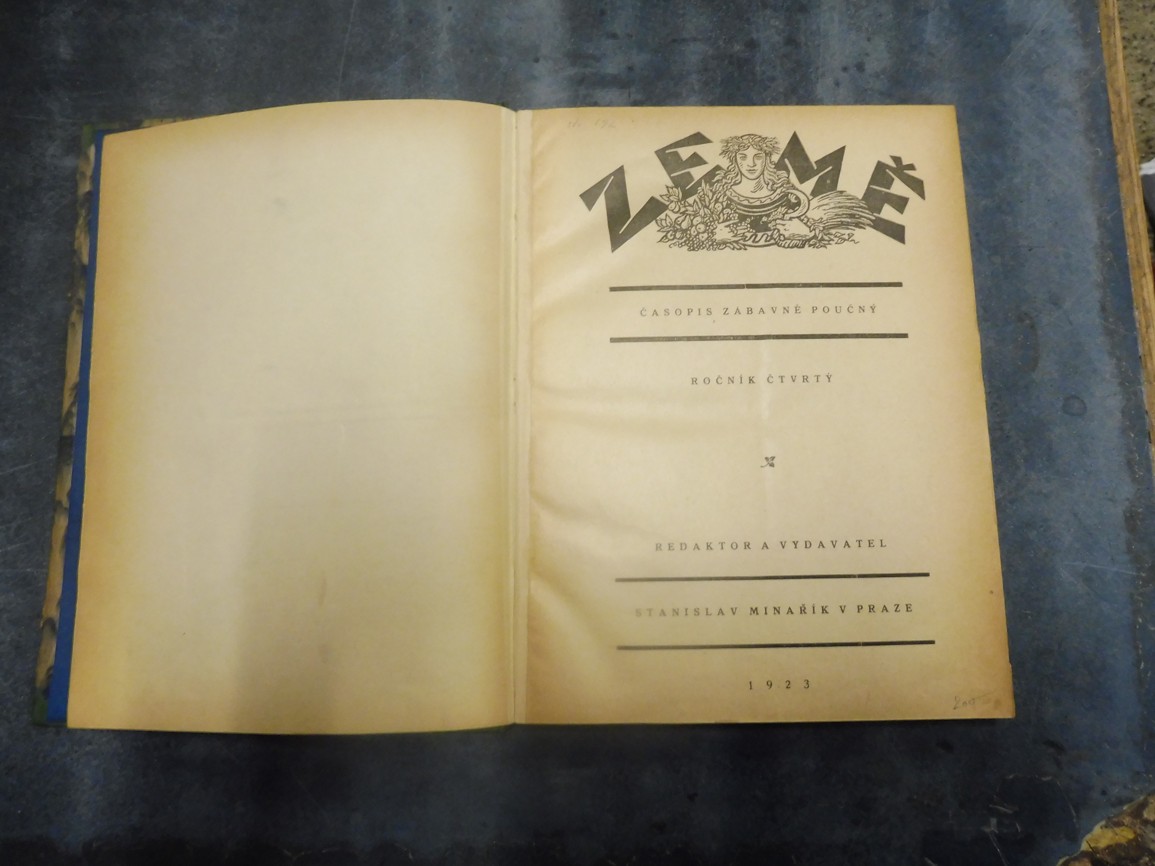 ZEMĚ
ČASOPIS ZÁBAVNĚ POUČNÝ
ROČNÍK ČTVRTÝ
REDAKTOR A VYDAVATEL
STANISLAV MINAŘÍK V PRAZE
1923